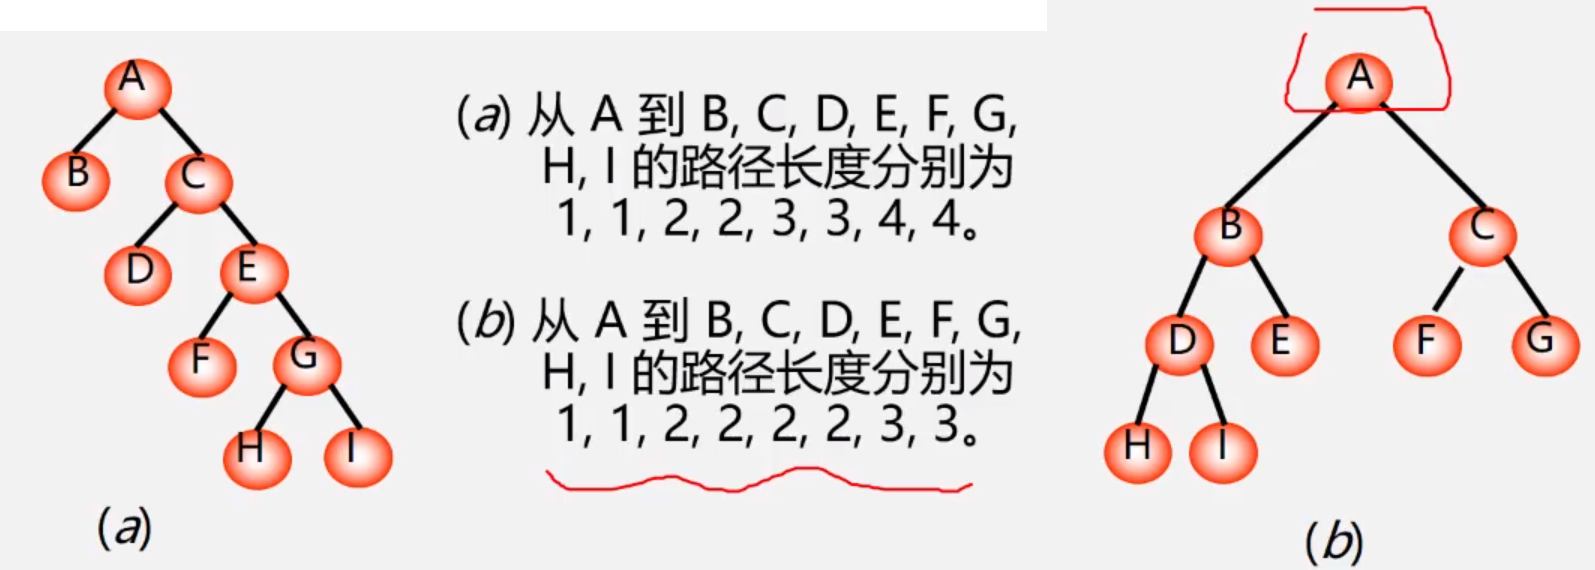 A
B
C
D
E
F
G
H
I
(a)
(a) 从 A 到 B, C, D, E, F, G,
H, I 的路径长度分别为
1, 1, 2, 2, 3, 3, 4, 4。
(b) 从 A 到 B, C, D, E, F, G,
H, I 的路径长度分别为
1, 1, 2, 2, 2, 2, 3, 3。
A
B
C
D
E
F
G
H
I
(b)